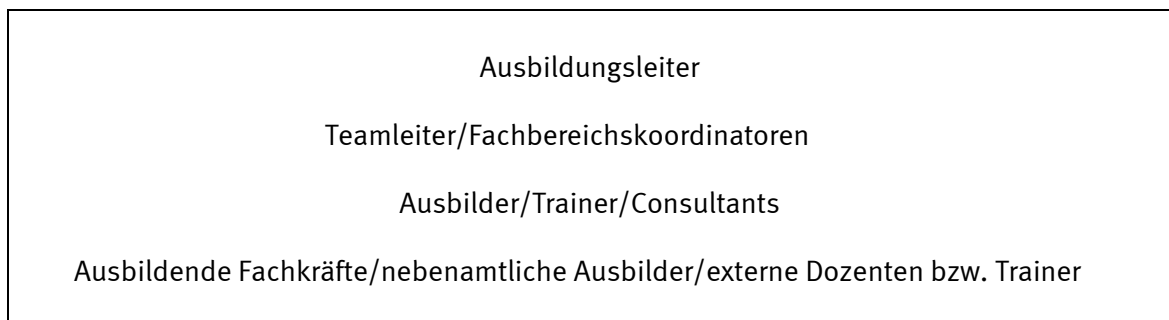 Ausbildungsleiter
Teamleiter/Fachbereichskoordinatoren
Ausbilder/Trainer/Consultants
Ausbildende Fachkräfte/nebenamtliche Ausbilder/externe Dozenten bzw. Trainer